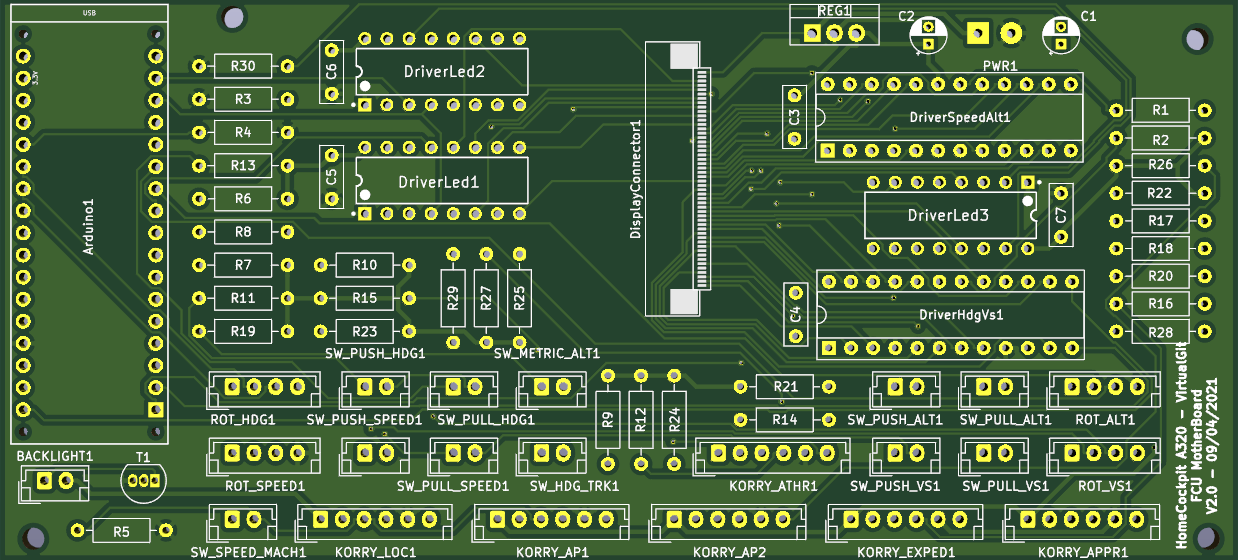 USB
REG1
C2
C1
3.3V
R30
C6
DriverLed2
PWR1
R3
C3
DriverSpeedAlt1
R1
R4
R2
R13
C5
DriverLed1
R26
R6
R22
Arduino1
DisplayConnector1
DriverLed3
C7
R17
R8
R18
R7
R10
R20
R11
R15
R29
R27
R25
C4
DriverHdgVs1
R16
R19
R23
R28
SW_PUSH_HDG1
SW_METRIC_ALT1
R21
ROT_HDG1
SW_PUSH_SPEED1
SW_PULL_HDG1
R9
R12
R24
R14
SW_PUSH_ALT1
SW_PULL_ALT1
ROT_ALT1
BACKLIGHT1
T1
ROT_SPEED1
SW_PULL_SPEED1
SW_HDG_TRK1
KORRY_ATHR1
SW_PUSH_VS1
SW_PULL_VS1
ROT_VS1
R5
SW_SPEED_MACH1
KORRY_LOC1
KORRY_AP1
KORRY_AP2
KORRY_EXPED1
KORRY_APPR1
HomeCockpit A320 - VirtualGit
FCU MotherBoard
V2.0 - 09/04/2021